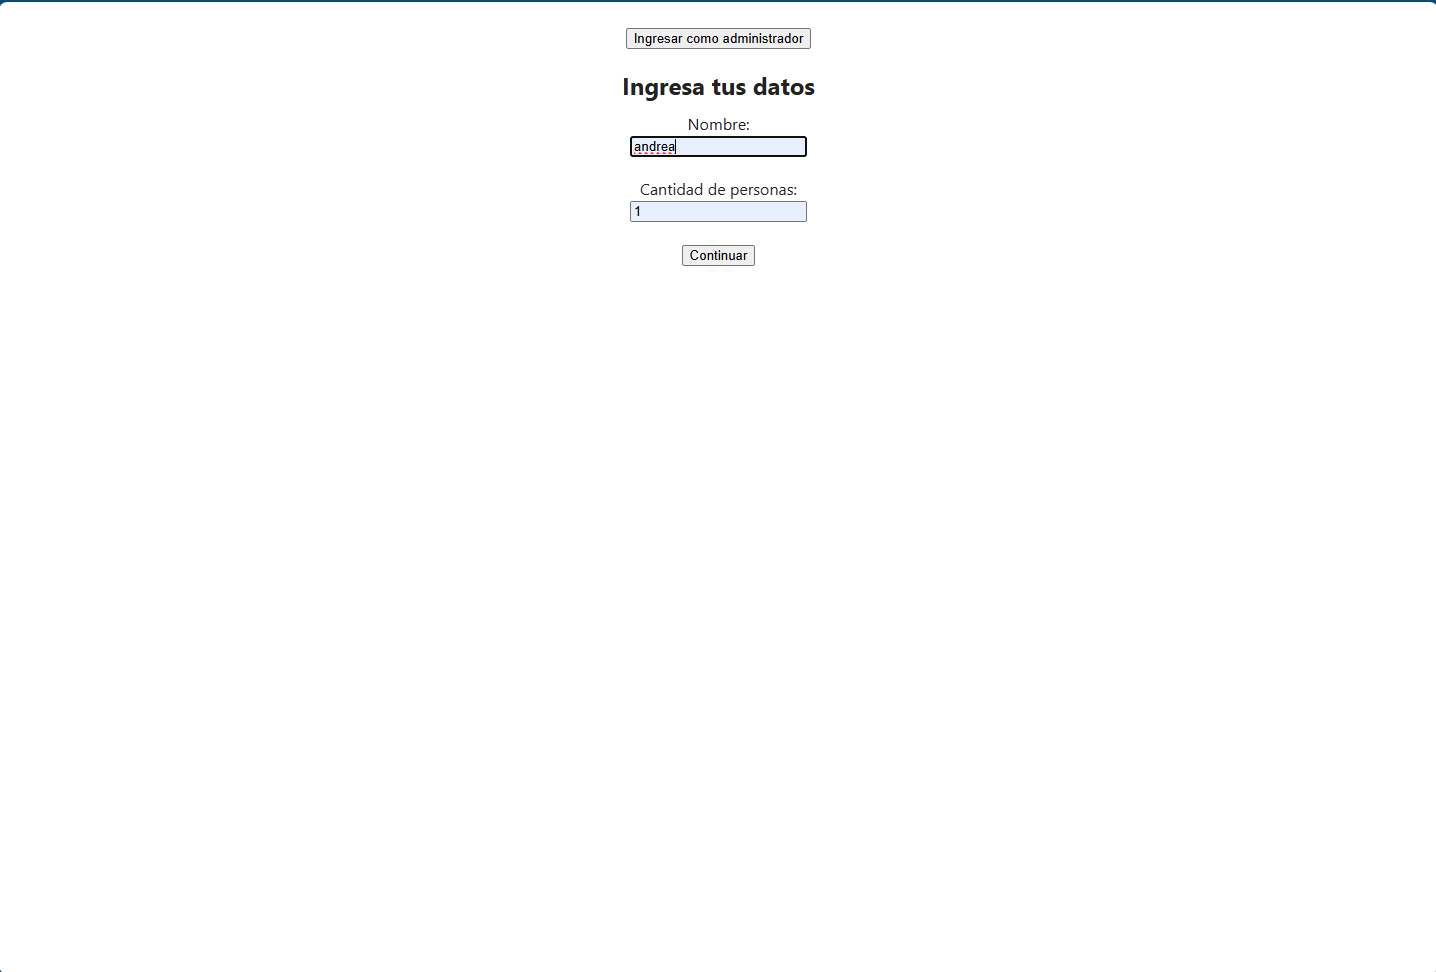 Ingresar como administrador
Ingresa tus datos
Nombre:
andrea
Cantidad de personas:
1
Continuar